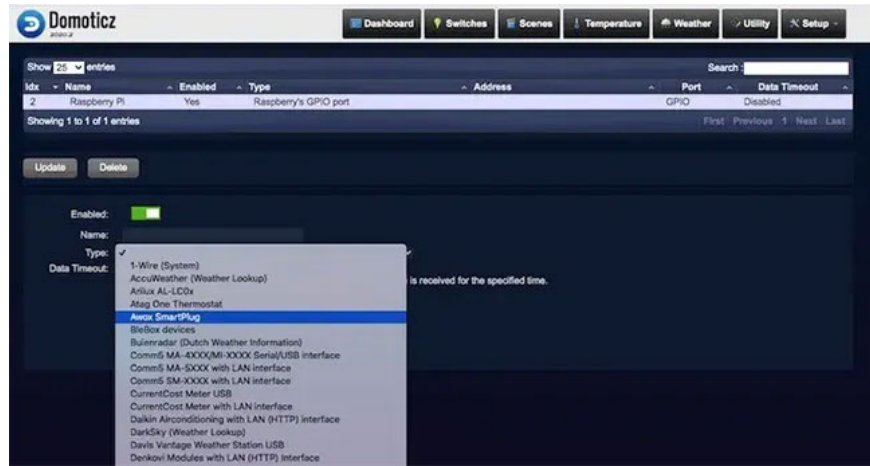 Domoticz
Dashboard Switches Scenes Temperature Weather Utility Setup
Show 25 entries Search :
Idx Name Enabled Type Address Port Data Timeout
2 Raspberry Pi Yes Raspberry's GPIO port GPIO Disabled
Showing 1 to 1 of 1 entries First Previous 1 Next Last
Update Delete
Enabled:
Name:
Type:
Data Timeout:
is received for the specified time.
1-Wire (System)
AccuWeather (Weather Lookup)
Arilux AL-LC0x
Atag One Thermostat
Awox SmartPlug
BleBox devices
Buienradar (Dutch Weather Information)
Comm5 MA-4XXX/MI-XXXX Serial/USB interface
Comm5 MA-5XXX with LAN interface
Comm5 SM-XXXX with LAN interface
CurrentCost Meter USB
CurrentCost Meter with LAN interface
Daikin Airconditioning with LAN (HTTP) interface
DarkSky (Weather Lookup)
Davis Vantage Weather Station USB
Denkovi Modules with LAN (HTTP) Interface